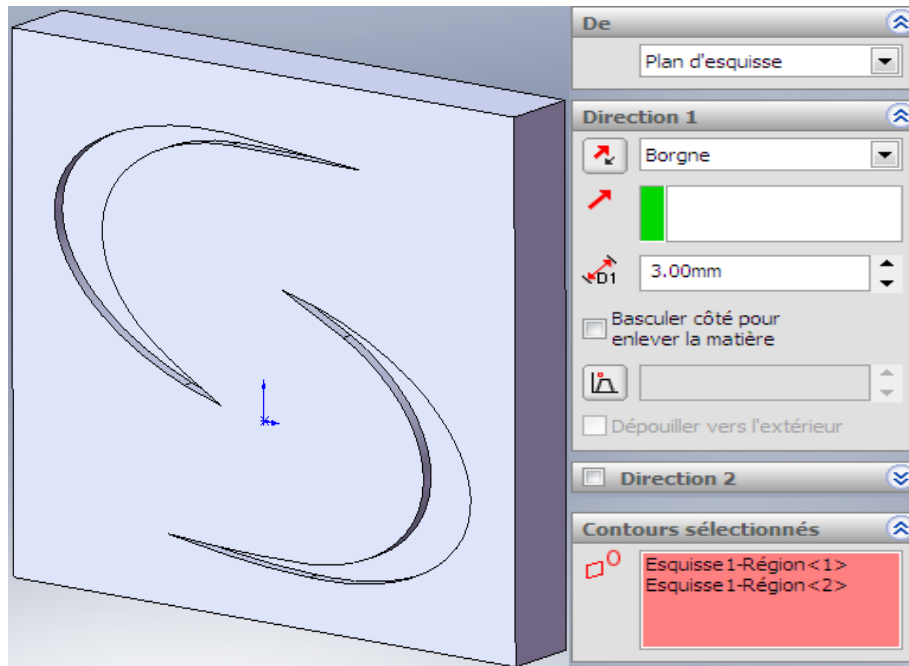 De
Plan d'esquisse
Direction 1
Borgne
D1
3.00mm
Basculer côté pour
enlever la matière
Dépouiller vers l'extérieur
Direction 2
Contours sélectionnés
Esquisse1-Région<1>
Esquisse1-Région<2>